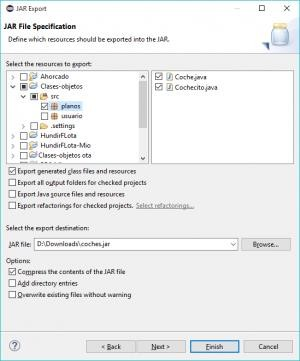 JAR Export
JAR File Specification
Define which resources should be exported into the JAR.
Select the resources to export:
Ahorcado
Clases-objetos
src
planos
usuario
.settings
HundirFLota
HundirFLota-Mio
Clases-objetos ota
Coche.java
Cochecito.java
Export generated class files and resources
Export all output folders for checked projects
Export Java source files and resources
Export refactorings for checked projects. Select refactorings...
Select the export destination:
JAR file: D:\Downloads\coches.jar Browse...
Options:
Compress the contents of the JAR file
Add directory entries
Overwrite existing files without warning
? < Back Next > Finish Cancel